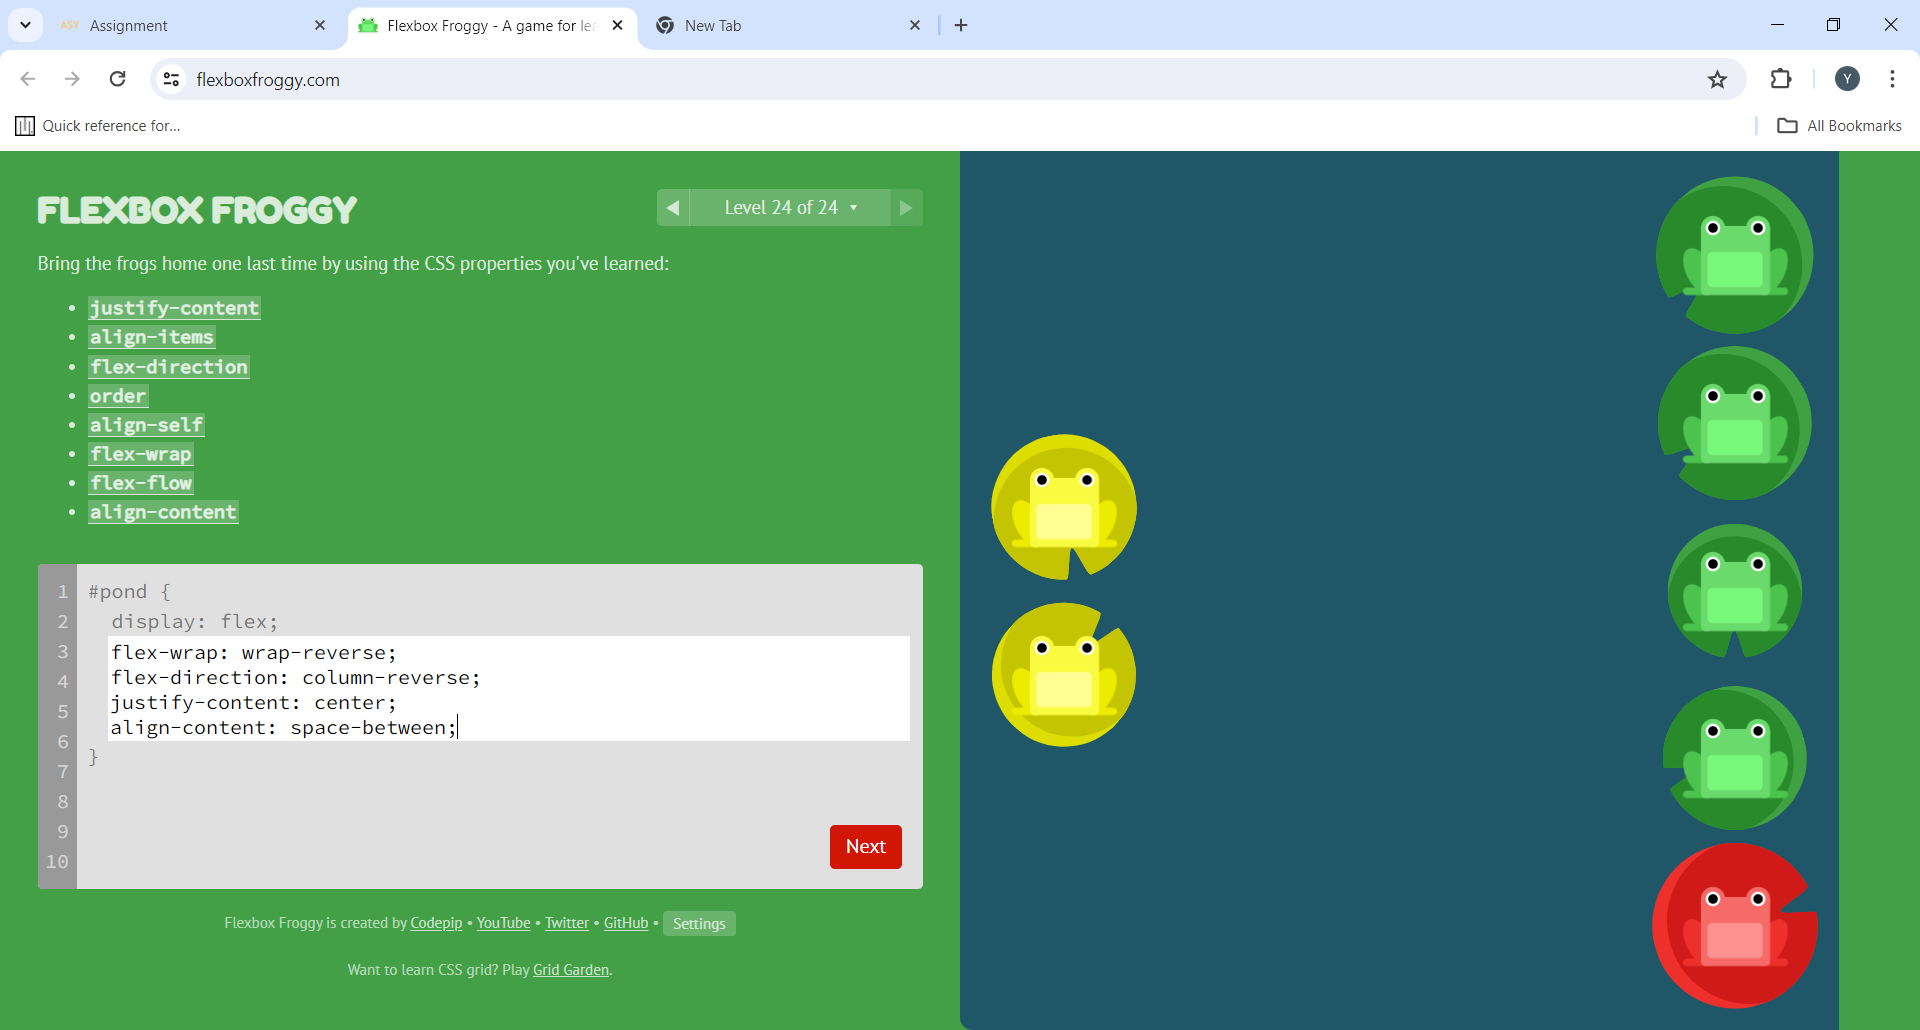 ASY Assignment
Flexbox Froggy - A game for lea
New Tab
flexboxfroggy.com
Y
Quick reference for...
All Bookmarks
FLEXBOX FROGGY
Level 24 of 24
Bring the frogs home one last time by using the CSS properties you've learned:
• justify-content
• align-items
• flex-direction
• order
• align-self
• flex-wrap
• flex-flow
• align-content
1 #pond {
2 display: flex;
3 flex-wrap: wrap-reverse;
4 flex-direction: column-reverse;
5 justify-content: center;
6 align-content: space-between;
7 }
8
9
10
Next
Flexbox Froggy is created by Codepip • YouTube • Twitter • GitHub • Settings
Want to learn CSS grid? Play Grid Garden.